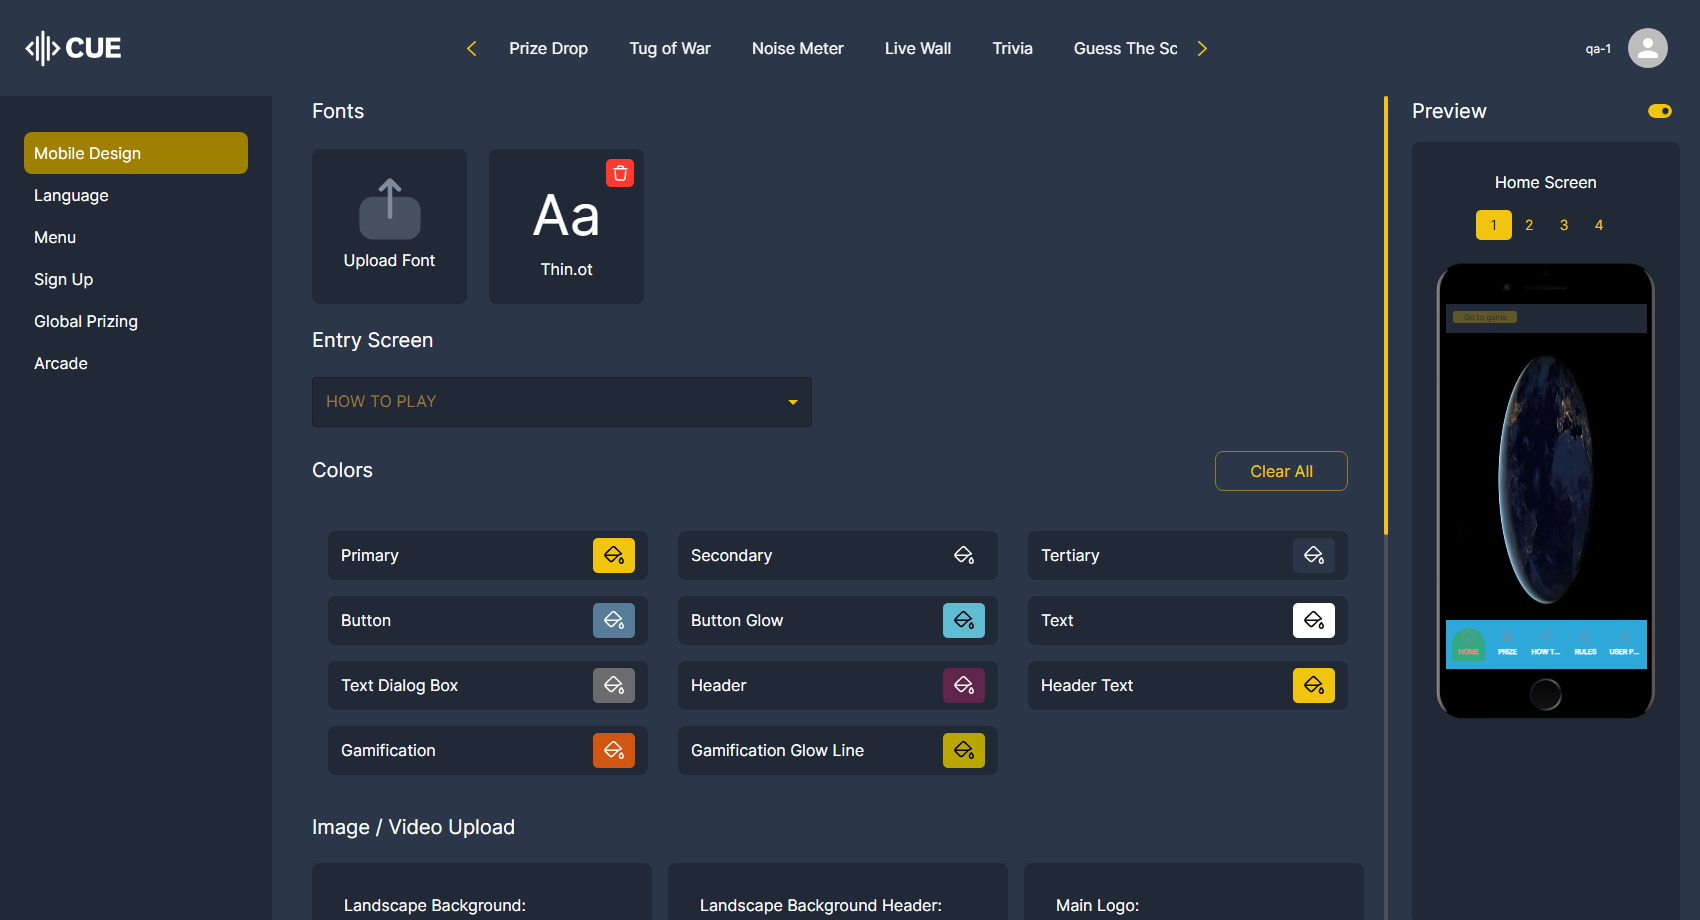 CUE
Prize Drop
Tug of War
Noise Meter
Live Wall
Trivia
Guess The Sc
qa-1
Mobile Design
Language
Menu
Sign Up
Global Prizing
Arcade
Fonts
Upload Font
Aa
Thin.ot
Entry Screen
HOW TO PLAY
Colors
Clear All
Primary
Secondary
Tertiary
Button
Button Glow
Text
Text Dialog Box
Header
Header Text
Gamification
Gamification Glow Line
Image / Video Upload
Landscape Background:
Landscape Background Header:
Main Logo:
Preview
Home Screen
1 2 3 4
Go to game
HOME
PRIZE
HOW T...
RULES
USER P...